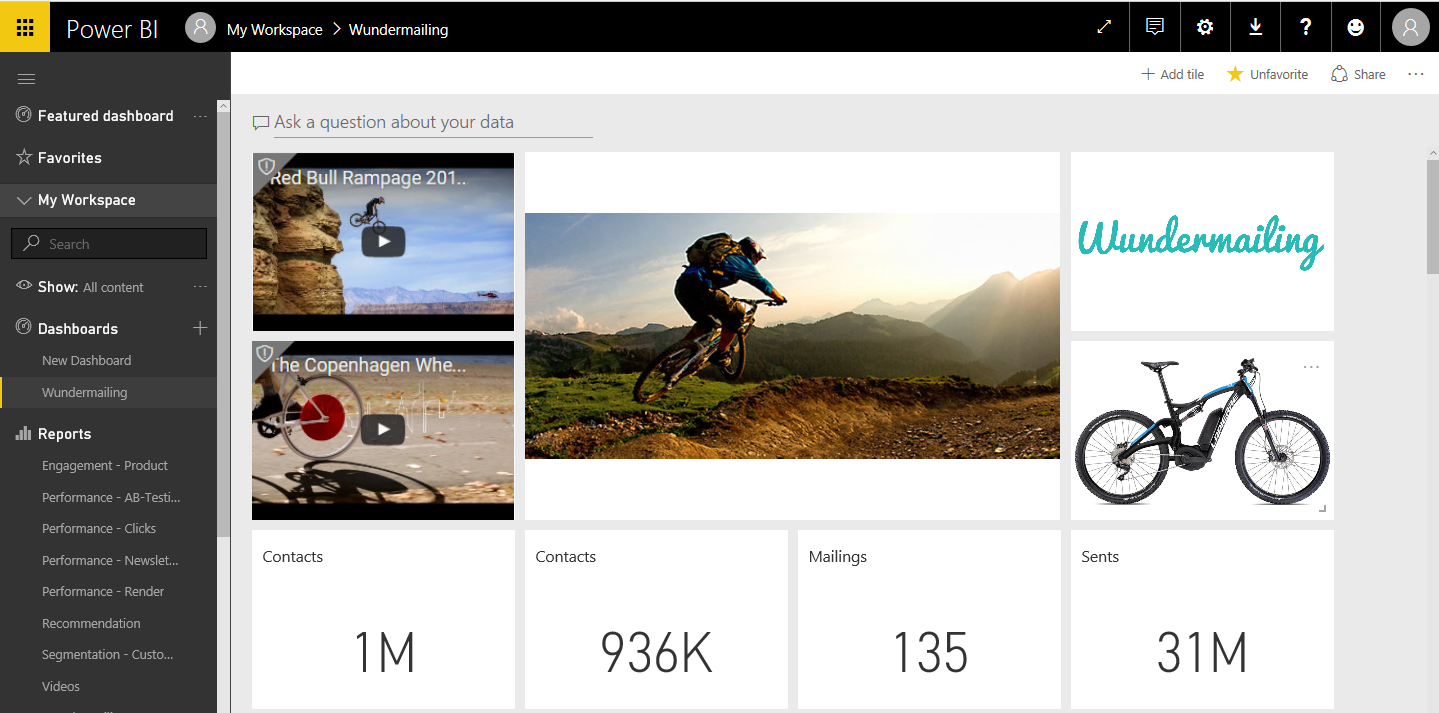 Power BI
My Workspace
Wundermailing
Add tile
Unfavorite
Share
Featured dashboard
Favorites
My Workspace
Search
Show: All content
Dashboards
New Dashboard
Wundermailing
Reports
Engagement - Product
Performance - AB-Testi...
Performance - Clicks
Performance - Newslet...
Performance - Render
Recommendation
Segmentation - Custo...
Videos
Ask a question about your data
Red Bull Rampage 201...
Wundermailing
The Copenhagen Whe...
Contacts
1M
Contacts
936K
Mailings
135
Sents
31M